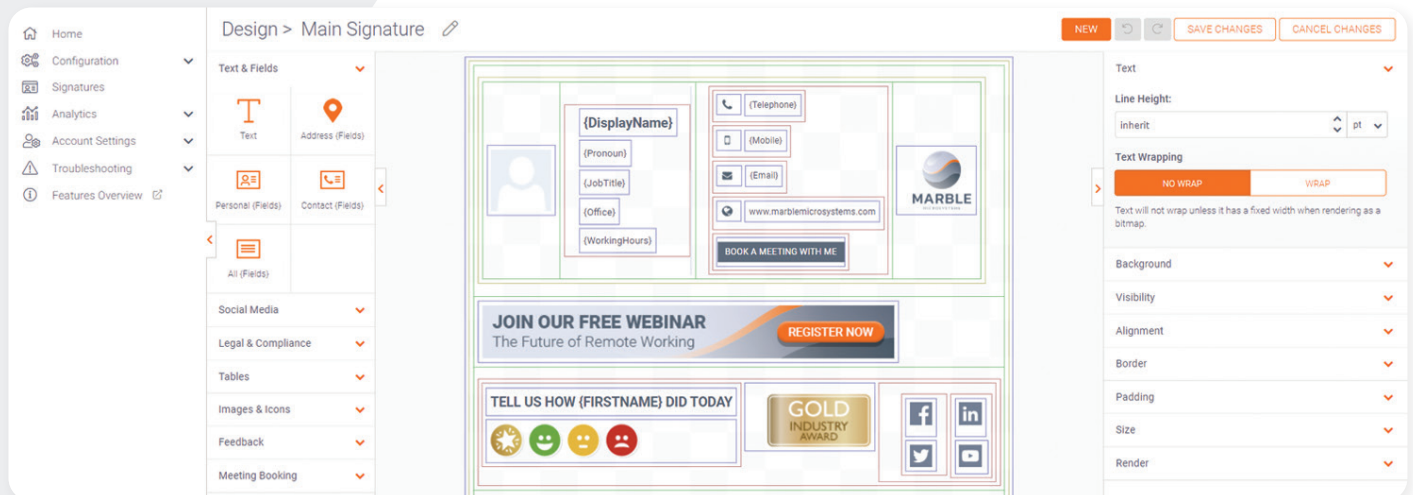 Home
Configuration
Signatures
Analytics
Account Settings
Troubleshooting
Features Overview
Design > Main Signature
NEW
SAVE CHANGES
CANCEL CHANGES
Text & Fields
Text
Address (Fields)
Personal (Fields)
Contact (Fields)
All (Fields)
Social Media
Legal & Compliance
Tables
Images & Icons
Feedback
Meeting Booking
{DisplayName}
{Pronoun}
{JobTitle}
{Office}
{WorkingHours}
{Telephone}
{Mobile}
{Email}
www.marblemicrosystems.com
BOOK A MEETING WITH ME
MARBLE
MICROSYSTEMS
JOIN OUR FREE WEBINAR
The Future of Remote Working
REGISTER NOW
TELL US HOW {FIRSTNAME} DID TODAY
GOLD
INDUSTRY
AWARD
in
Text
Line Height:
inherit
pt
Text Wrapping
NO WRAP
WRAP
Text will not wrap unless it has a fixed width when rendering as a
bitmap.
Background
Visibility
Alignment
Border
Padding
Size
Render